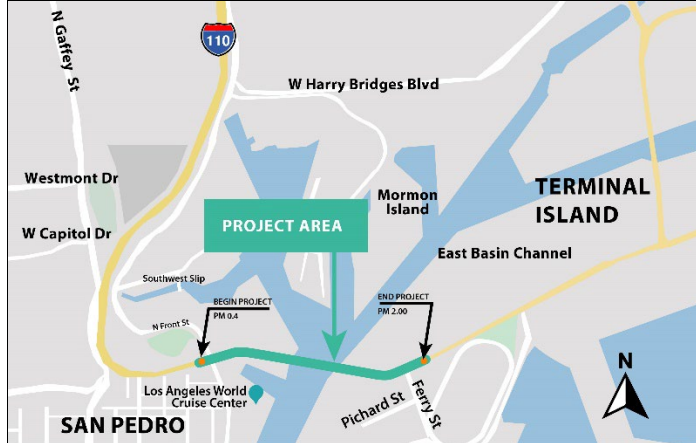 N Gaffey St
110
W Harry Bridges Blvd
Westmont Dr
Mormon
Island
TERMINAL
ISLAND
PROJECT AREA
W Capitol Dr
East Basin Channel
Southwest Slip
BEGIN PROJECT
PM 0.4
END PROJECT
PM 2.00
N Front St
N
Los Angeles World
Cruise Center
Ferry St
Pichard St
SAN PEDRO